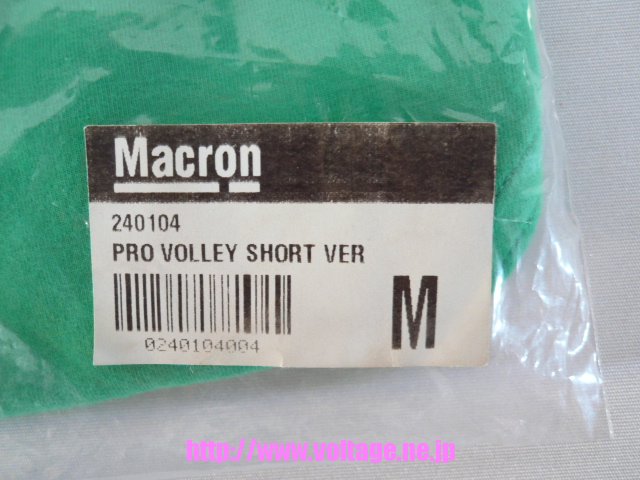 Macron
240104
PRO VOLLEY SHORT VER
M
0240104004
http://www.voltage.ne.jp